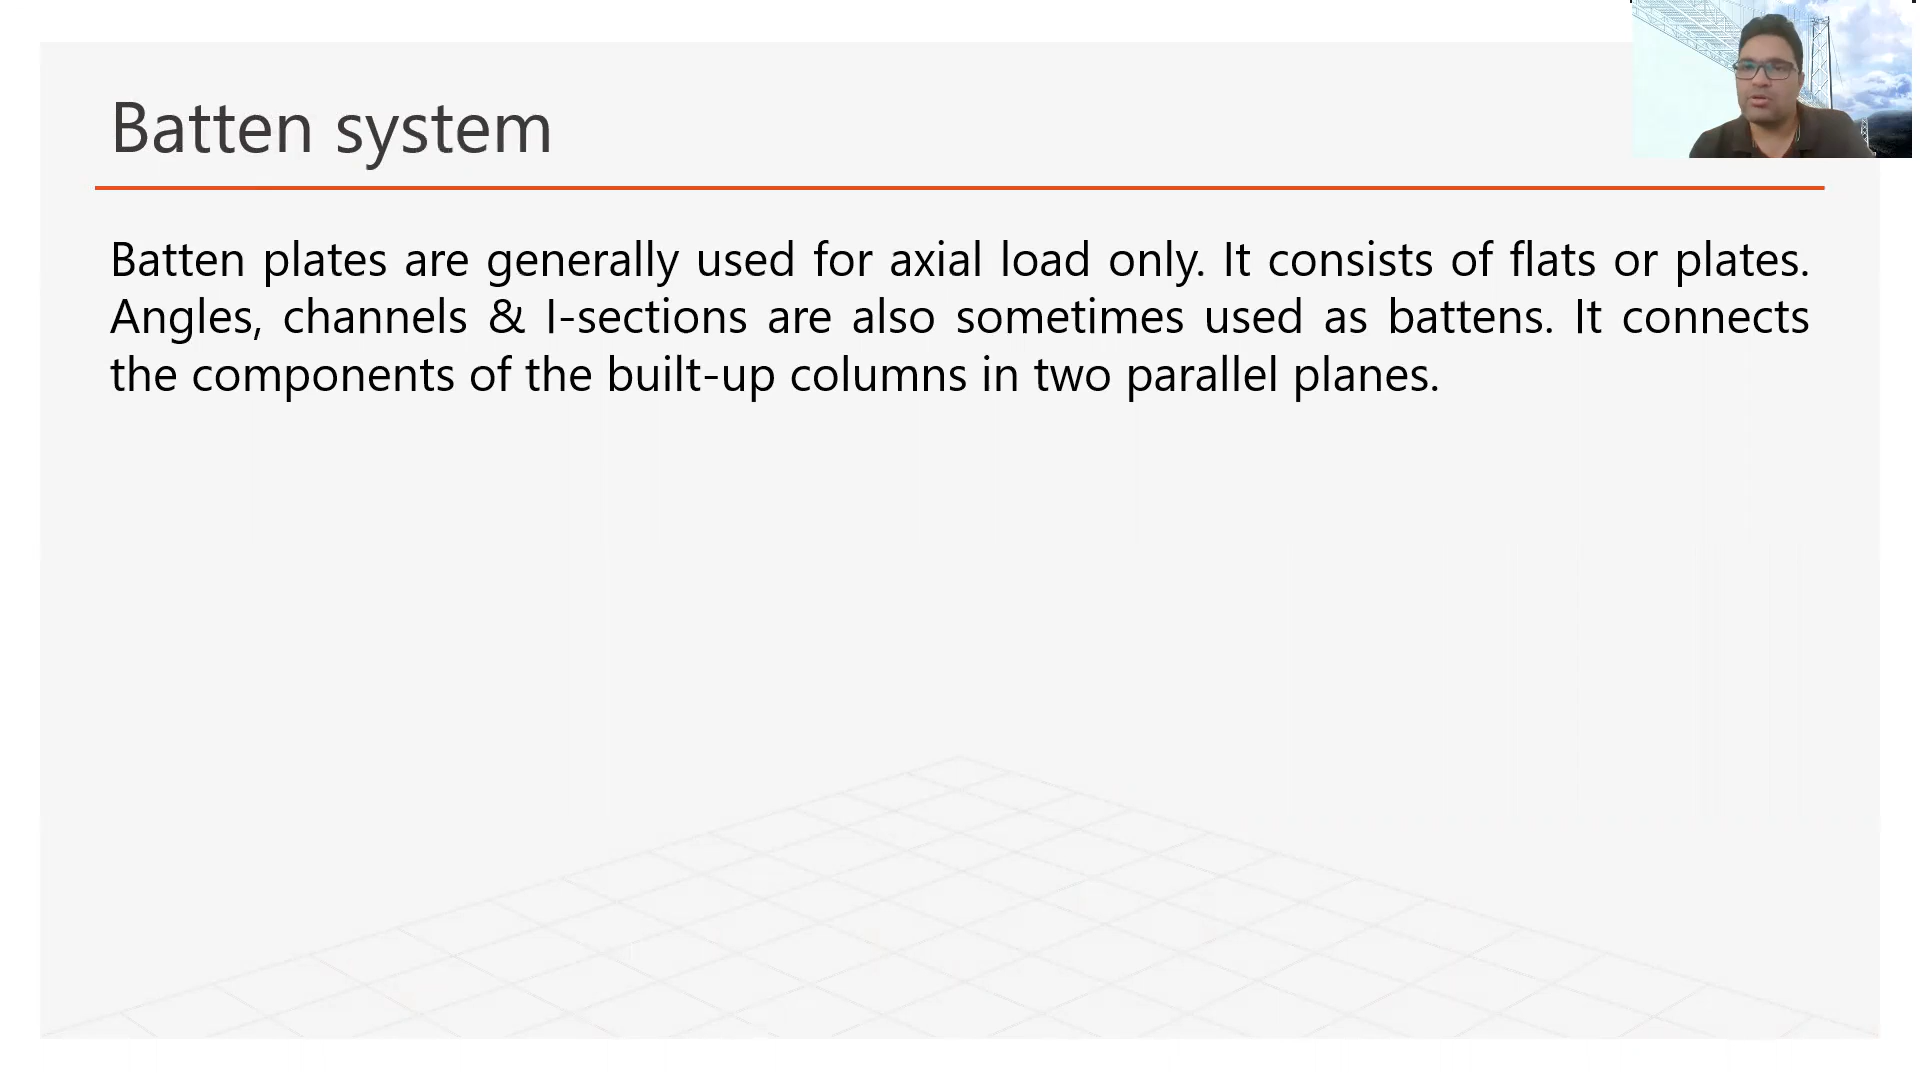 Batten system
Batten plates are generally used for axial load only. It consists of flats or plates.
Angles, channels & I-sections are also sometimes used as battens. It connects
the components of the built-up columns in two parallel planes.